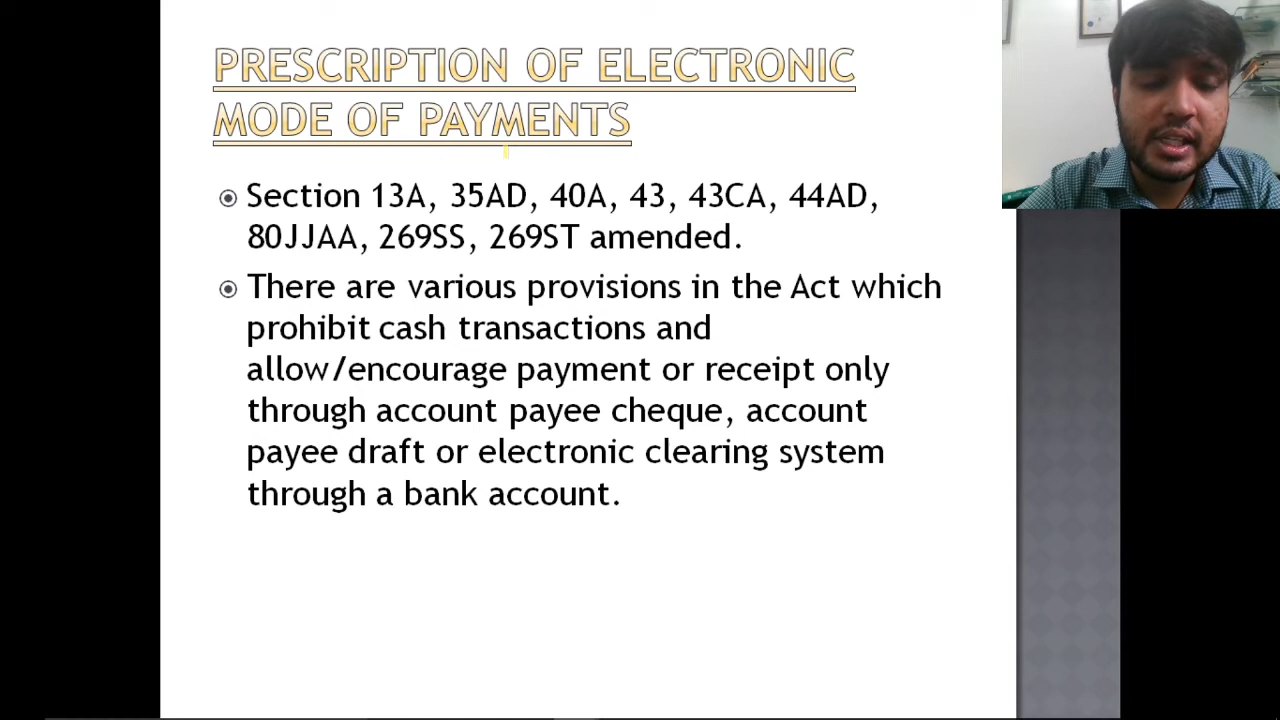 PRESCRIPTION OF ELECTRONIC
MODE OF PAYMENTS
Section 13A, 35AD, 40A, 43, 43CA, 44AD,
80JJAA, 269SS, 269ST amended.
There are various provisions in the Act which
prohibit cash transactions and
allow/encourage payment or receipt only
through account payee cheque, account
payee draft or electronic clearing system
through a bank account.